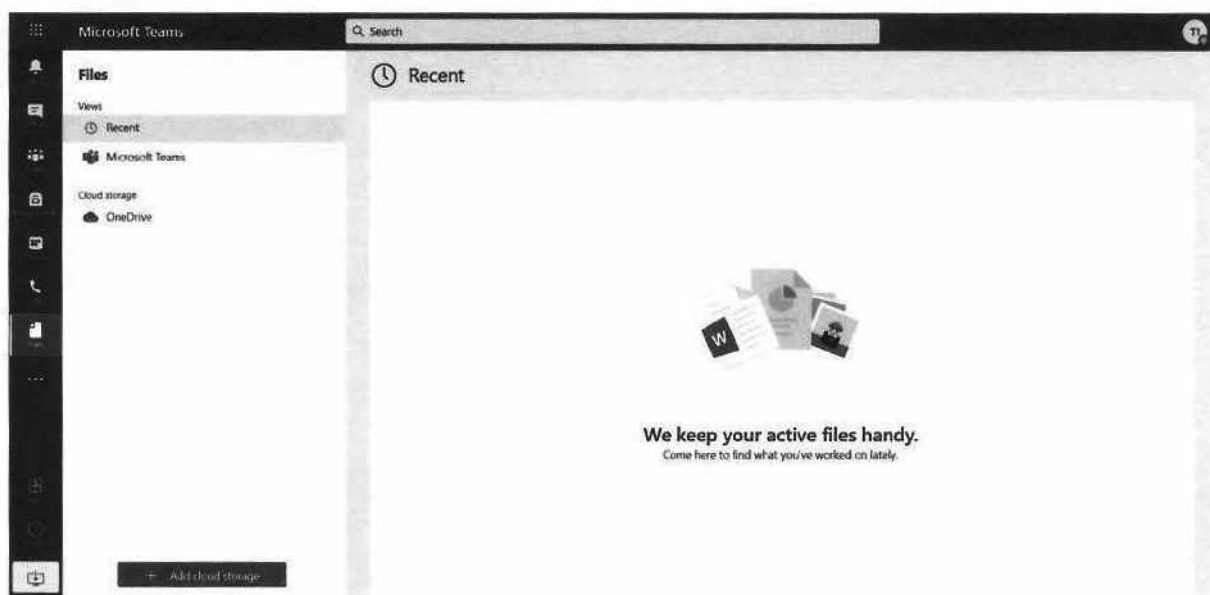 Microsoft Teams
Search
TI
Files
Views
Recent
Microsoft Teams
Cloud storage
OneDrive
+ Add cloud storage
Recent
W
We keep your active files handy.
Come here to find what you've worked on lately.